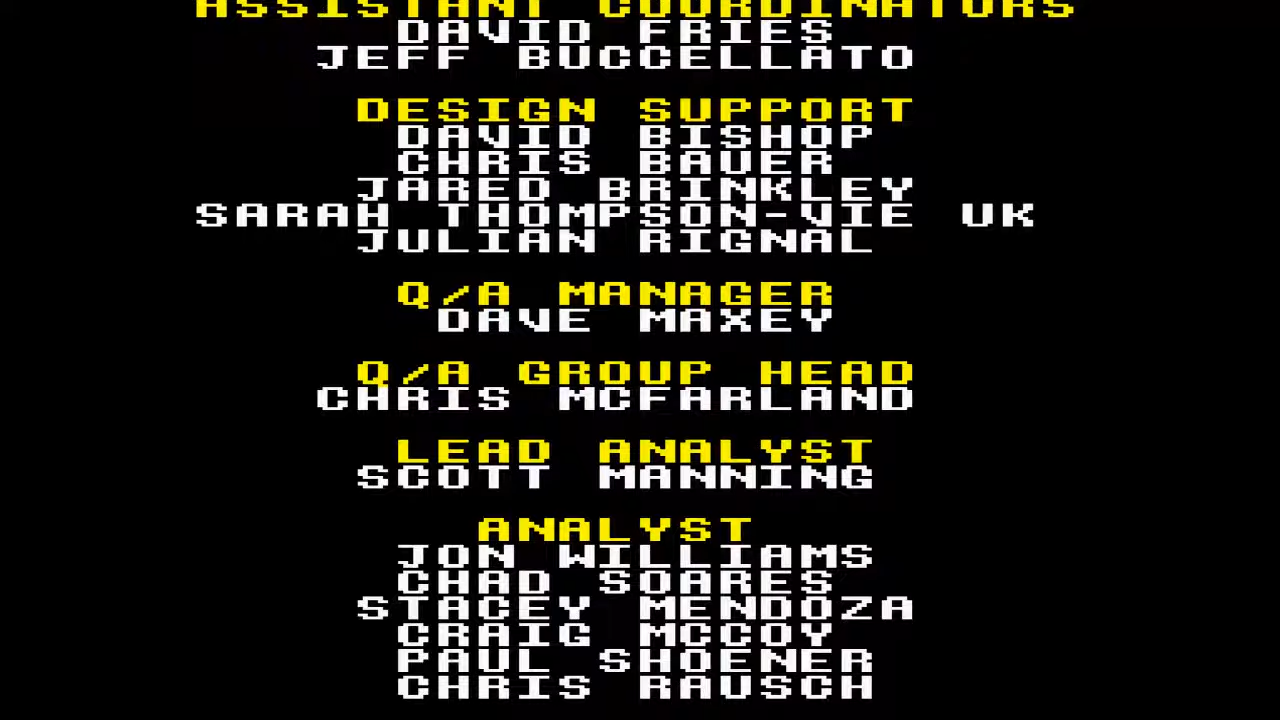 ASSISTANT COORDINATORS
DAVID FRIES
JEFF BUCCELLATO
DESIGN SUPPORT
DAVID BISHOP
CHRIS BAUER
JARED BRINKLEY
SARAH THOMPSON-VIE UK
JULIAN RIGNAL
Q/A MANAGER
DAVE MAXEY
Q/A GROUP HEAD
CHRIS MCFARLAND
LEAD ANALYST
SCOTT MANNING
ANALYST
JON WILLIAMS
CHAD SOARES
STACEY MENDOZA
CRAIG MCCOY
PAUL SHOENER
CHRIS RAUSCH